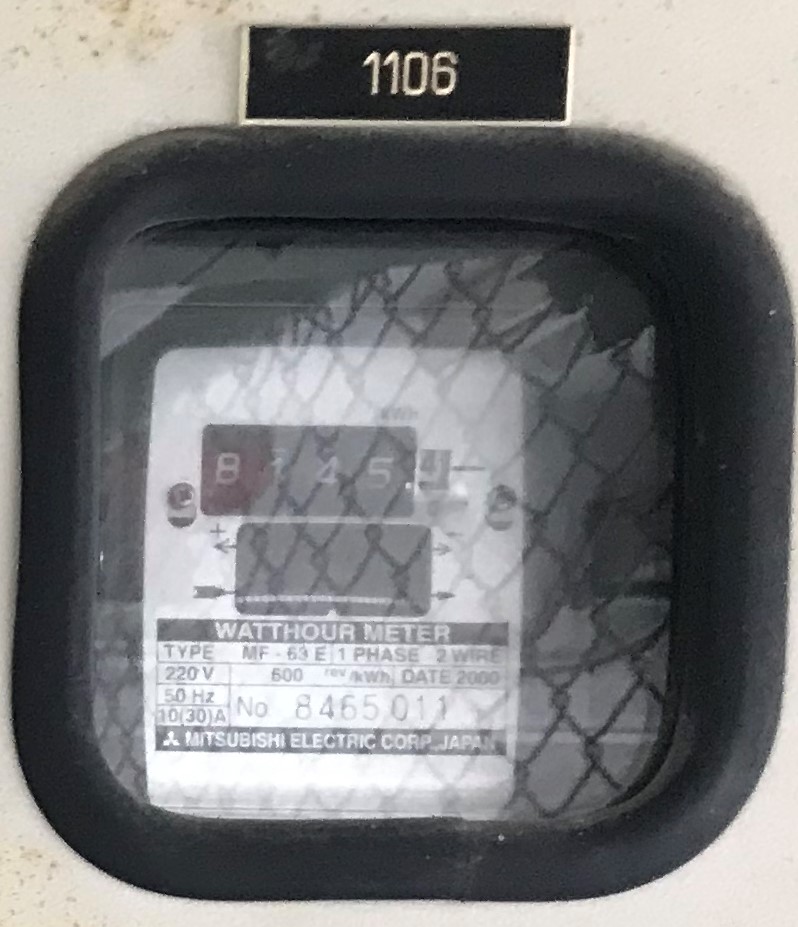 1106
kWh
8 1 4 5 . 4
+ −
WATTHOUR METER
TYPE MF - 63 E 1 PHASE 2 WIRE
220 V 600 rev/kWh DATE 2000
50 Hz
10(30)A No 8465011
MITSUBISHI ELECTRIC CORP. JAPAN